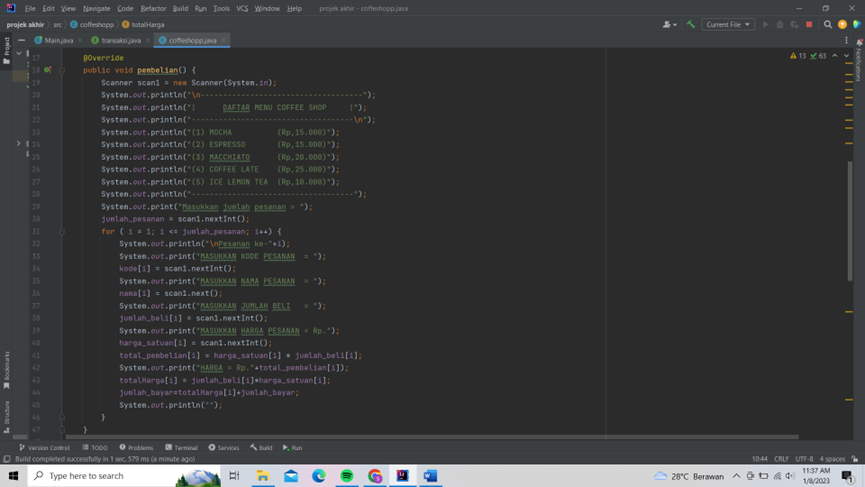 File Edit View Navigate Code Refactor Build Run Tools VCS Window Help projek akhir - coffeshopp.java
projek akhir src coffeshopp totalHarga Current File
Project Main.java transaksi.java coffeshopp.java
13 63
Notifications
27 @Override
18 public void pembelian() {
19 Scanner scan1 = new Scanner(System.in);
20 System.out.println("\n------------------------------------");
21 System.out.println("| DAFTAR MENU COFFEE SHOP |");
22 System.out.println("------------------------------------\n");
23 System.out.println("(1) MOCHA (Rp,15.000)");
24 System.out.println("(2) ESPRESSO (Rp,15.000)");
25 System.out.println("(3) MACCHIATO (Rp,20.000)");
26 System.out.println("(4) COFFEE LATE (Rp,25.000)");
27 System.out.println("(5) ICE LEMON TEA (Rp,10.000)");
28 System.out.println("------------------------------------");
29 System.out.print("Masukkan jumlah pesanan = ");
30 jumlah_pesanan = scan1.nextInt();
31 for ( i = 1; i <= jumlah_pesanan; i++) {
32 System.out.println("\nPesanan ke-"+i);
33 System.out.print("MASUKKAN KODE PESANAN = ");
34 kode[i] = scan1.nextInt();
35 System.out.print("MASUKKAN NAMA PESANAN = ");
36 nama[i] = scan1.next();
37 System.out.print("MASUKKAN JUMLAH BELI = ");
38 jumlah_beli[i] = scan1.nextInt();
39 System.out.print("MASUKKAN HARGA PESANAN = Rp.");
40 harga_satuan[i] = scan1.nextInt();
41 total_pembelian[i] = harga_satuan[i] * jumlah_beli[i];
42 System.out.print("HARGA = Rp."+total_pembelian[i]);
43 totalHarga[i] = jumlah_beli[i]*harga_satuan[i];
44 jumlah_bayar=totalHarga[i]+jumlah_bayar;
45 System.out.println("");
46 }
47 }
Bookmarks
Structure
Version Control TODO Problems Terminal Services Build Run
Build completed successfully in 1 sec, 579 ms (a minute ago) 10:44 CRLF UTF-8 4 spaces
Type here to search 28°C Berawan 11:37 AM
1/8/2023
1